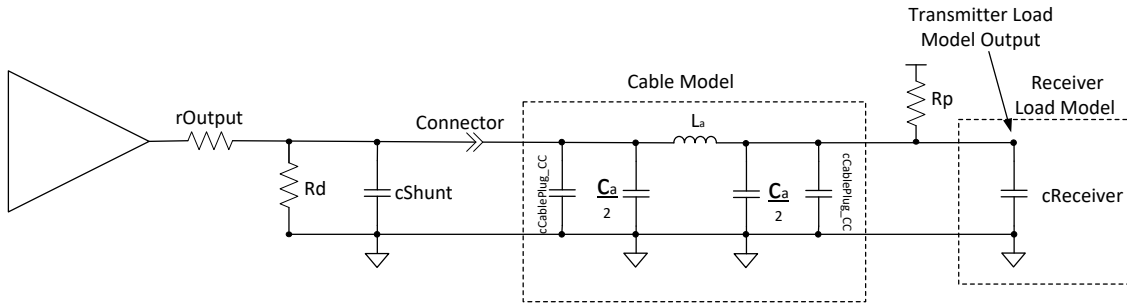 Transmitter Load
Model Output
Cable Model
Receiver
Load Model
Rp
rOutput
Connector
La
Rd
cShunt
cCablePlug_CC
Ca
2
Ca
2
cCablePlug_CC
cReceiver